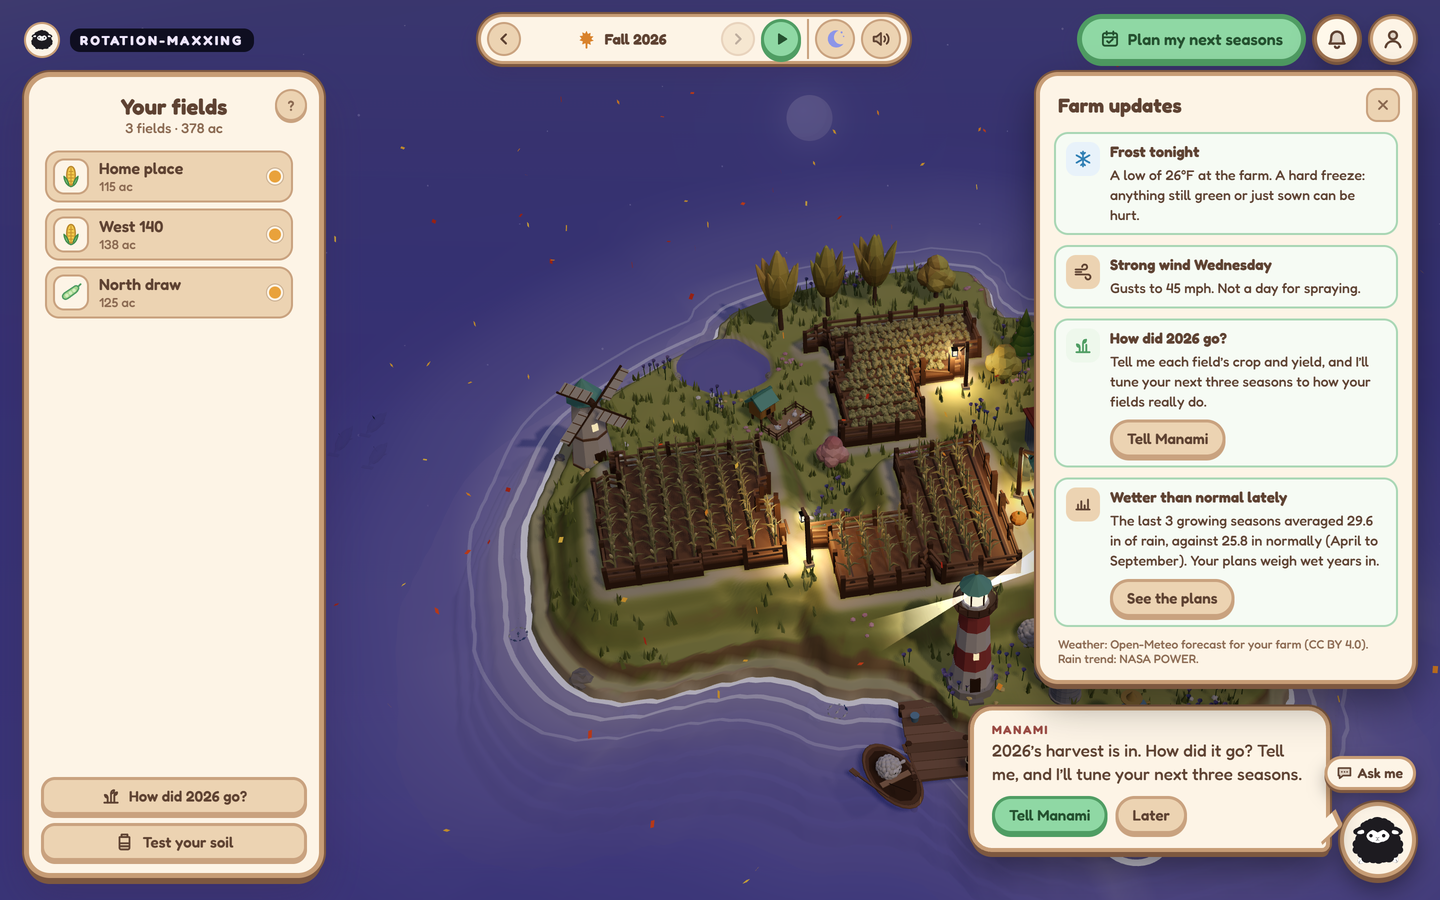 ROTATION-MAXXING
Fall 2026
Plan my next seasons
Your fields
?
3 fields · 378 ac
Home place
115 ac
West 140
138 ac
North draw
125 ac
How did 2026 go?
Test your soil
Farm updates
Frost tonight
A low of 26°F at the farm. A hard freeze:
anything still green or just sown can be
hurt.
Strong wind Wednesday
Gusts to 45 mph. Not a day for spraying.
How did 2026 go?
Tell me each field's crop and yield, and I'll
tune your next three seasons to how your
fields really do.
Tell Manami
Wetter than normal lately
The last 3 growing seasons averaged 29.6
in of rain, against 25.8 in normally (April to
September). Your plans weigh wet years in.
See the plans
Weather: Open-Meteo forecast for your farm (CC BY 4.0).
Rain trend: NASA POWER.
MANAMI
2026's harvest is in. How did it go? Tell
me, and I'll tune your next three seasons.
Tell Manami
Later
Ask me